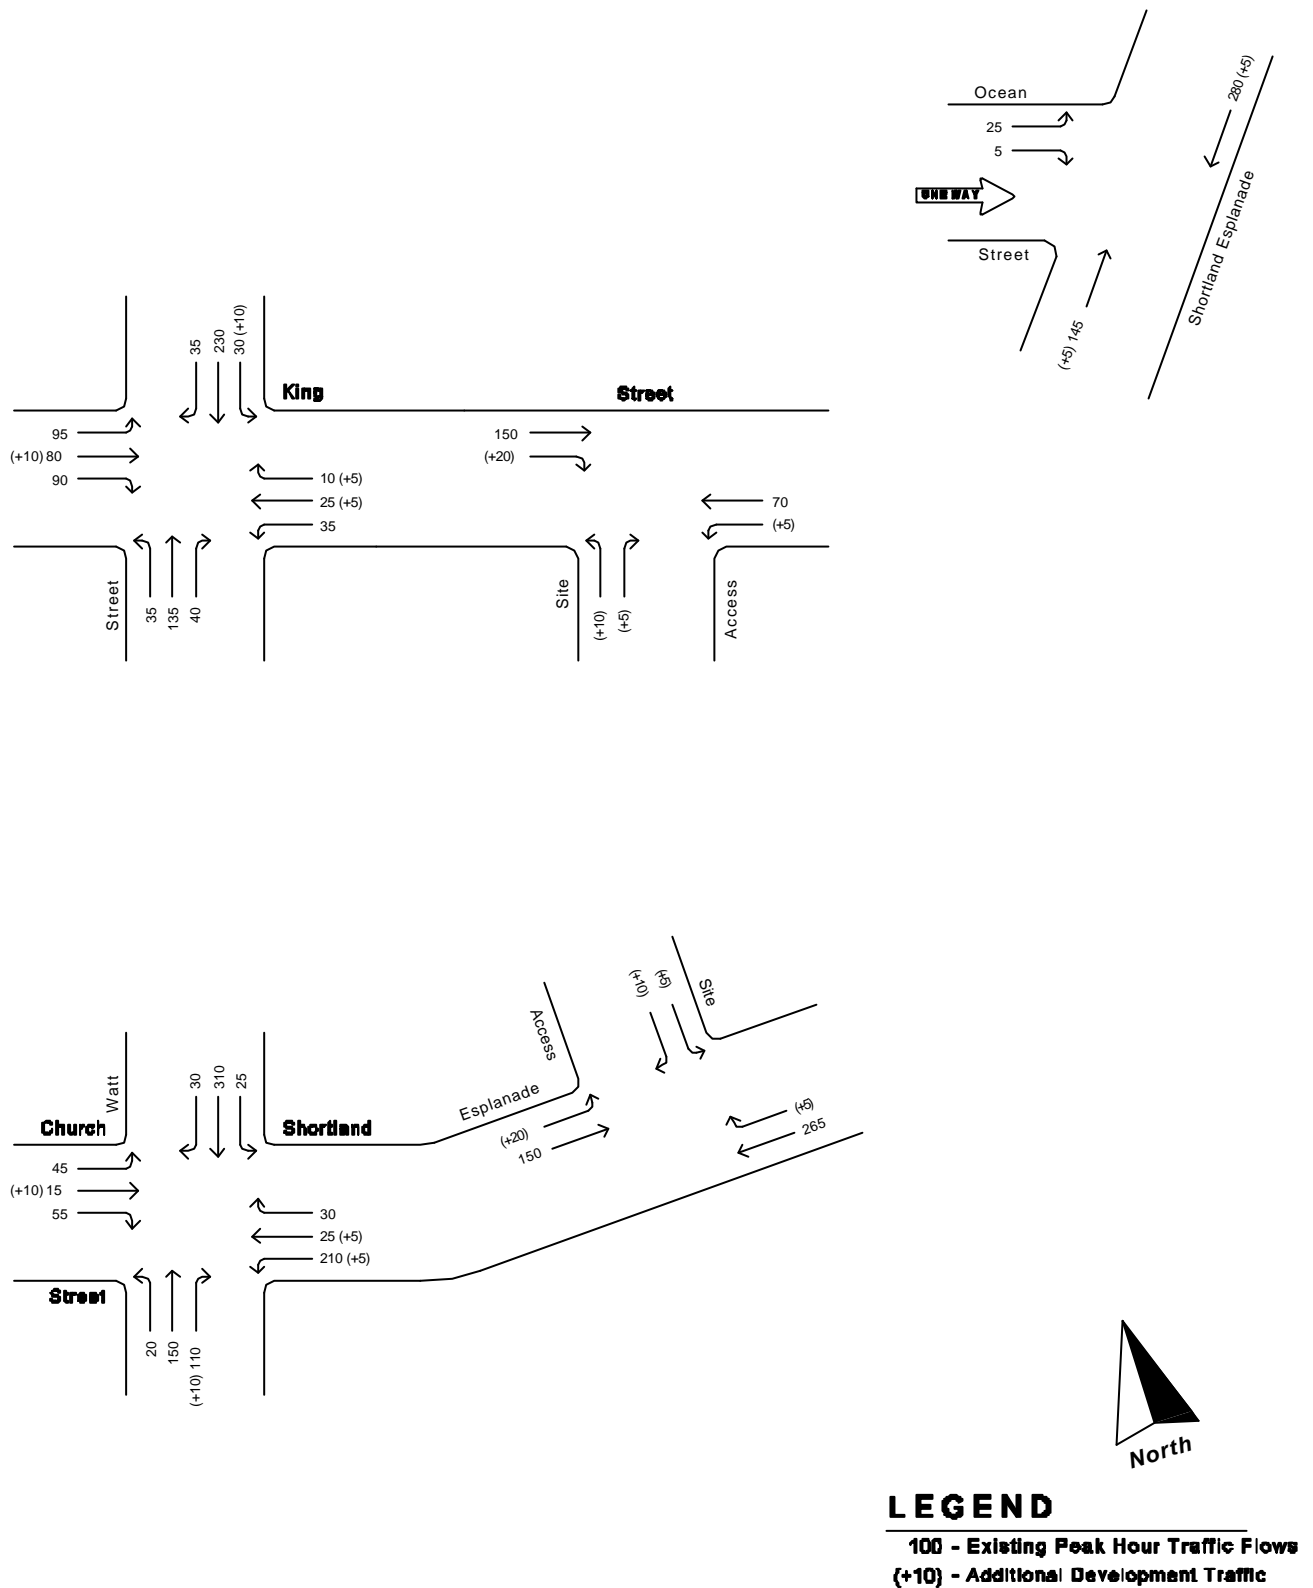 Ocean
25
5
ONE WAY
Street
280 (+5)
Shortland Esplanade
(+5) 145
35
230
30 (+10)
King
Street
95
(+10) 80
90
10 (+5)
25 (+5)
35
150
(+20)
70
(+5)
Street
35
135
40
Site
(+10)
(+5)
Access
Watt
30
310
25
Church
Shortland
Esplanade
Access
(+10)
(+5)
Site
(+20)
150
(+5)
265
45
(+10) 15
55
30
25 (+5)
210 (+5)
Street
20
150
(+10) 110
North
LEGEND
100 - Existing Peak Hour Traffic Flows
(+10) - Additional Development Traffic